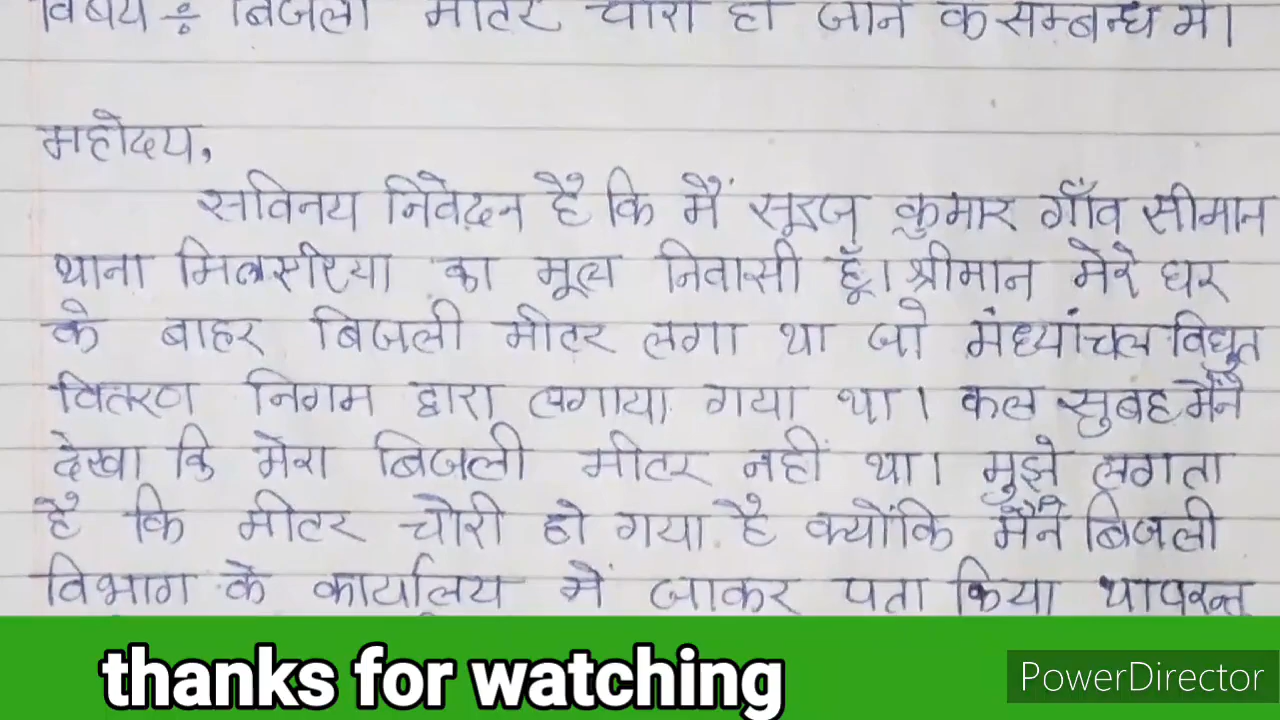 विषय ÷ बिजली मीटर चोरी हो जाने के सम्बन्ध में।
महोदय,
सविनय निवेदन है कि मैं सूरज कुमार गाँव सीमान
थाना का मूल निवासी हूँ। श्रीमान मेरे घर
के बाहर बिजली मीटर लगा था जो मध्यांचल विद्युत
वितरण निगम द्वारा लगाया गया था। कल सुबह मैंने
देखा कि मेरा बिजली मीटर नहीं था। मुझे लगता
है कि मीटर चोरी हो गया है क्योंकि मैंने बिजली
विभाग के कार्यालय में जाकर पता किया था परन्तु
thanks for watching
PowerDirector